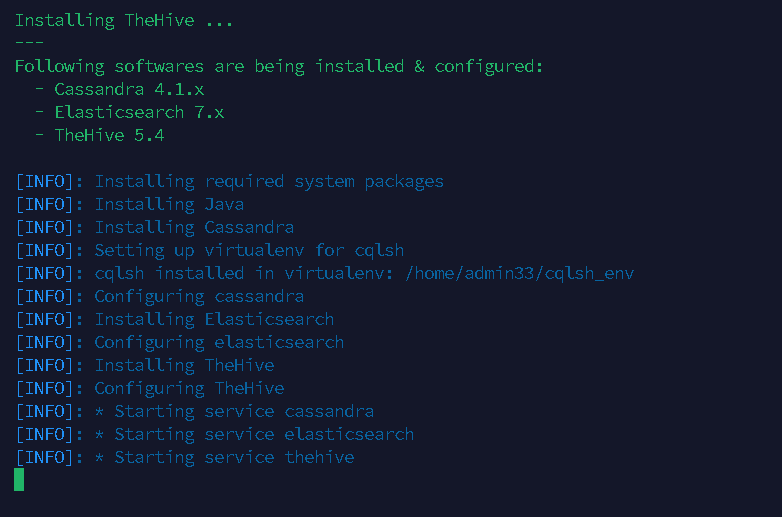 Installing TheHive ...
---
Following softwares are being installed & configured:
  - Cassandra 4.1.x
  - Elasticsearch 7.x
  - TheHive 5.4
[INFO]: Installing required system packages
[INFO]: Installing Java
[INFO]: Installing Cassandra
[INFO]: Setting up virtualenv for cqlsh
[INFO]: cqlsh installed in virtualenv: /home/admin33/cqlsh_env
[INFO]: Configuring cassandra
[INFO]: Installing Elasticsearch
[INFO]: Configuring elasticsearch
[INFO]: Installing TheHive
[INFO]: Configuring TheHive
[INFO]: * Starting service cassandra
[INFO]: * Starting service elasticsearch
[INFO]: * Starting service thehive